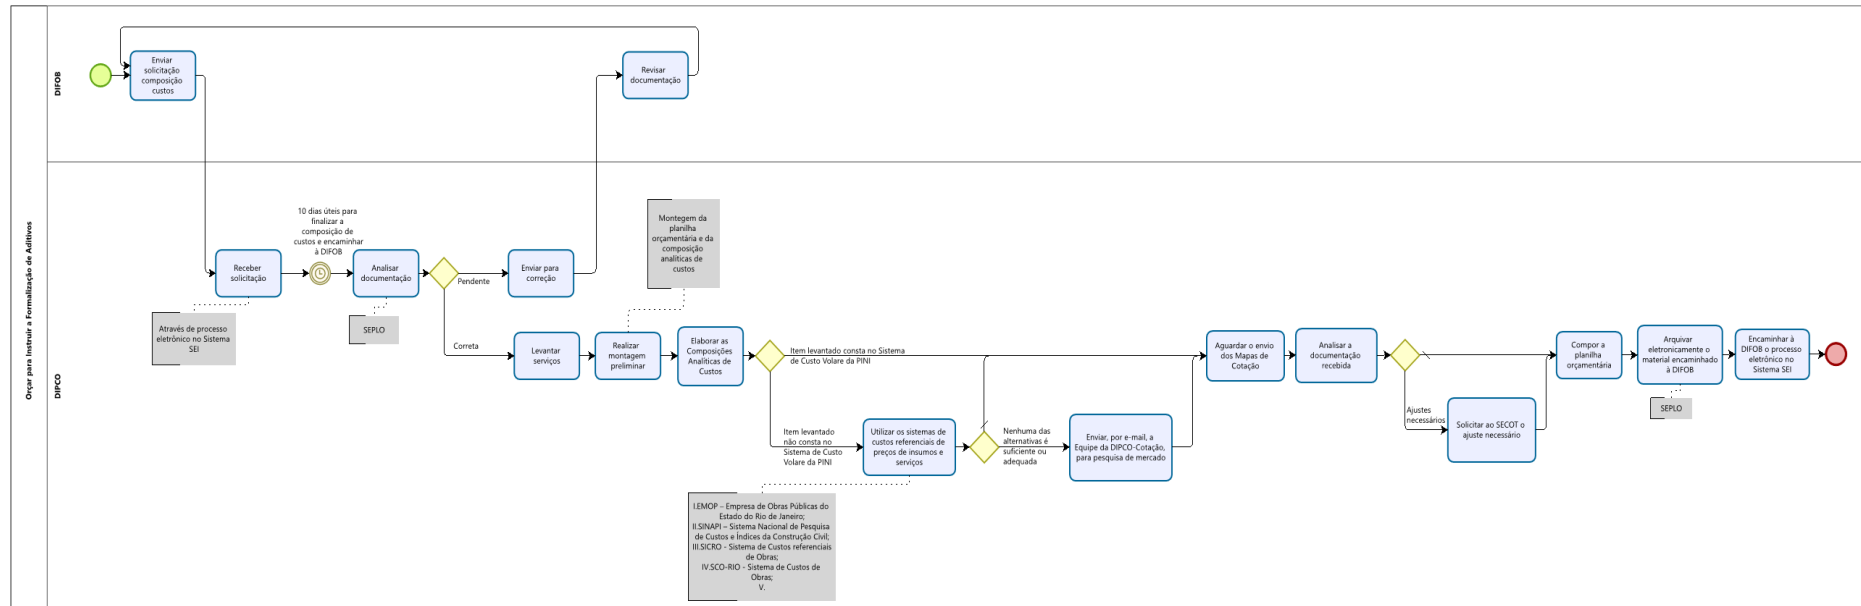 Orçar para Instruir a Formalização de Aditivos
DIFOB
Enviar
solicitação
composição
custos
Revisar
documentação
DIPCO
Receber
solicitação
Através de processo
eletrônico no Sistema
SEI
10 dias úteis para
finalizar a
composição de
custos e encaminhar
à DIFOB
Analisar
documentação
SEPLO
Pendente
Enviar para
correção
Correta
Levantar
serviços
Realizar
montagem
preliminar
Montegem da
planilha
orçamentária e da
composição
analíticas de
custos
Elaborar as
Composições
Analíticas de
Custos
Item levantado consta no Sistema
de Custo Volare da PINI
Item levantado
não consta no
Sistema de Custo
Volare da PINI
Utilizar os sistemas de
custos referenciais de
preços de insumos e
serviços
I.EMOP – Empresa de Obras Públicas do
Estado do Rio de Janeiro;
II.SINAPI – Sistema Nacional de Pesquisa
de Custos e Índices da Construção Civil;
III.SICRO - Sistema de Custos referenciais
de Obras;
IV.SCO-RIO - Sistema de Custos de
Obras;
V.
Nenhuma das
alternativas é
suficiente ou
adequada
Enviar, por e-mail, a
Equipe da DIPCO-Cotação,
para pesquisa de mercado
Aguardar o envio
dos Mapas de
Cotação
Analisar a
documentação
recebida
Ajustes
necessários
Solicitar ao SECOT o
ajuste necessário
Compor a
planilha
orçamentária
Arquivar
eletronicamente o
material encaminhado
à DIFOB
SEPLO
Encaminhar à
DIFOB o processo
eletrônico no
Sistema SEI